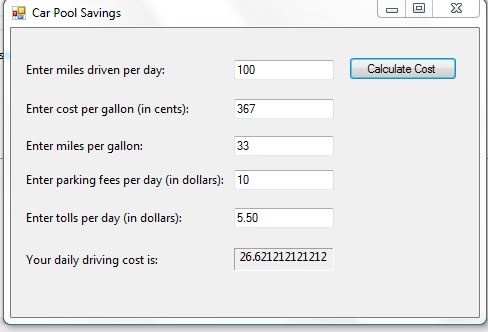 Car Pool Savings
Enter miles driven per day: 100 Calculate Cost
Enter cost per gallon (in cents): 367
Enter miles per gallon: 33
Enter parking fees per day (in dollars): 10
Enter tolls per day (in dollars): 5.50
Your daily driving cost is: 26.621212121212